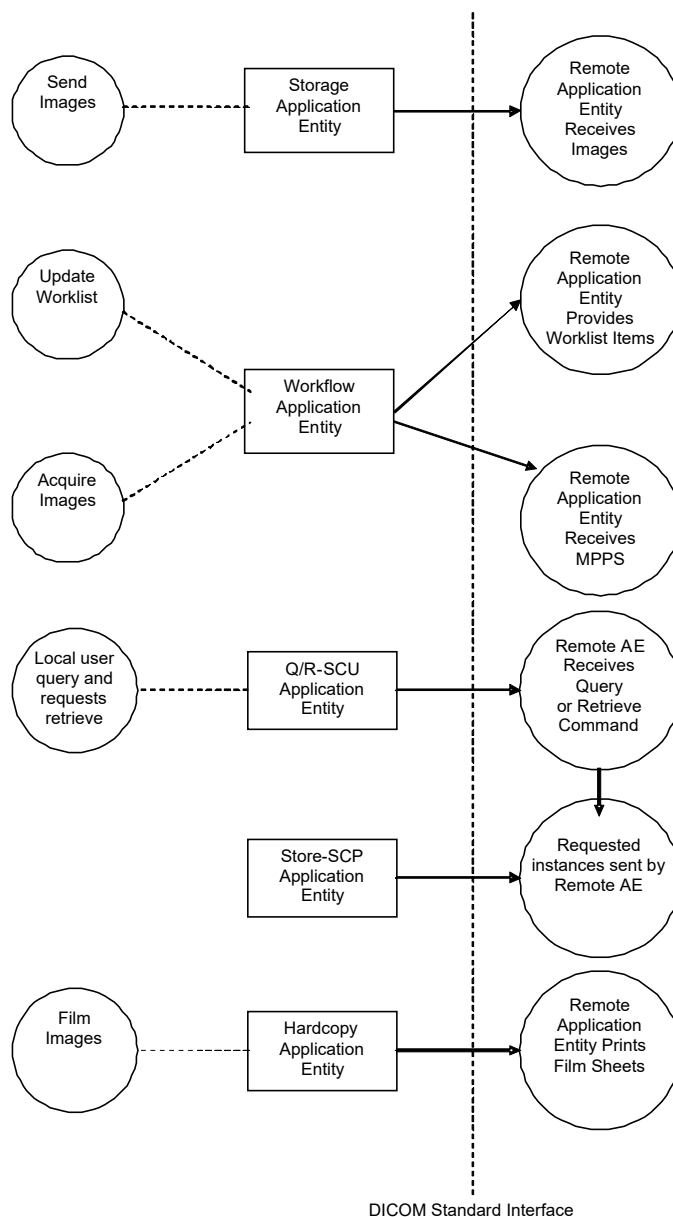 Send
Images
Storage
Application
Entity
Remote
Application
Entity
Receives
Images
Update
Worklist
Remote
Application
Entity
Provides
Worklist Items
Workflow
Application
Entity
Acquire
Images
Remote
Application
Entity
Receives
MPPS
Local user
query and
requests
retrieve
Q/R-SCU
Application
Entity
Remote AE
Receives
Query
or Retrieve
Command
Store-SCP
Application
Entity
Requested
instances sent by
Remote AE
Film
Images
Hardcopy
Application
Entity
Remote
Application
Entity Prints
Film Sheets
DICOM Standard Interface